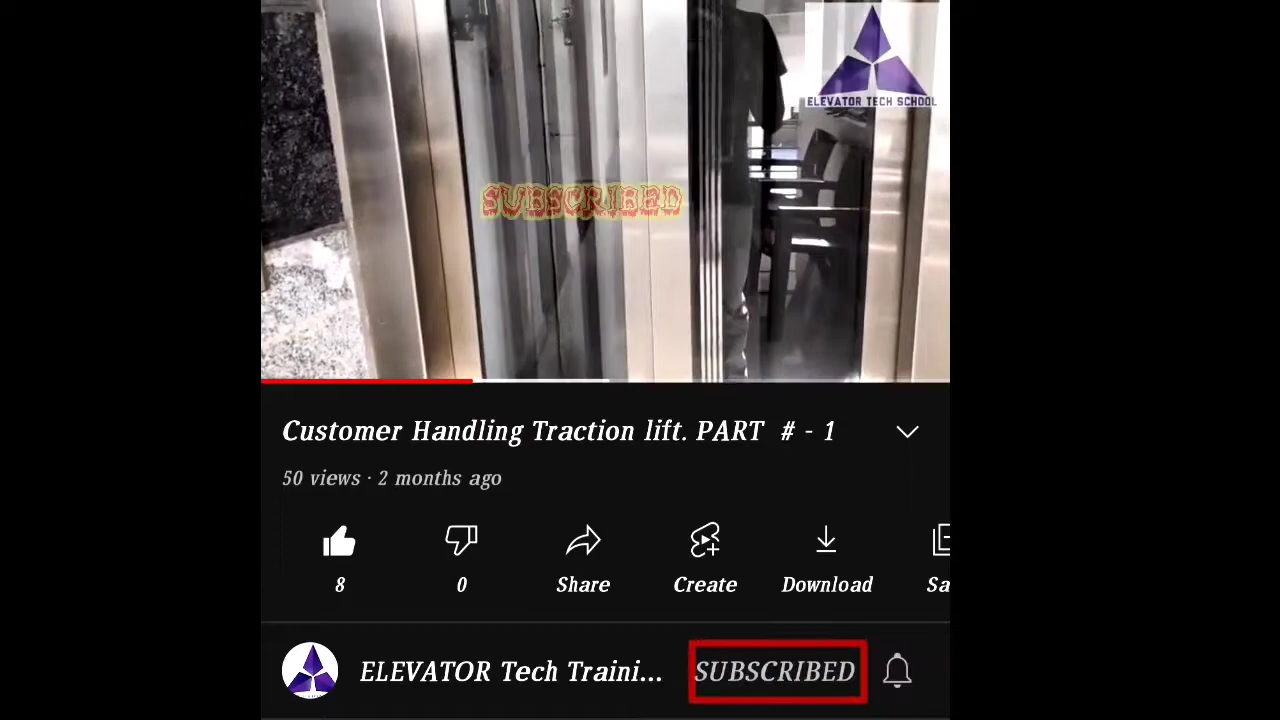 ELEVATOR TECH SCHOOL
SUBSCRIBED
Customer Handling Traction lift. PART # - 1
50 views · 2 months ago
8 0 Share Create Download Sa
ELEVATOR Tech Traini... SUBSCRIBED